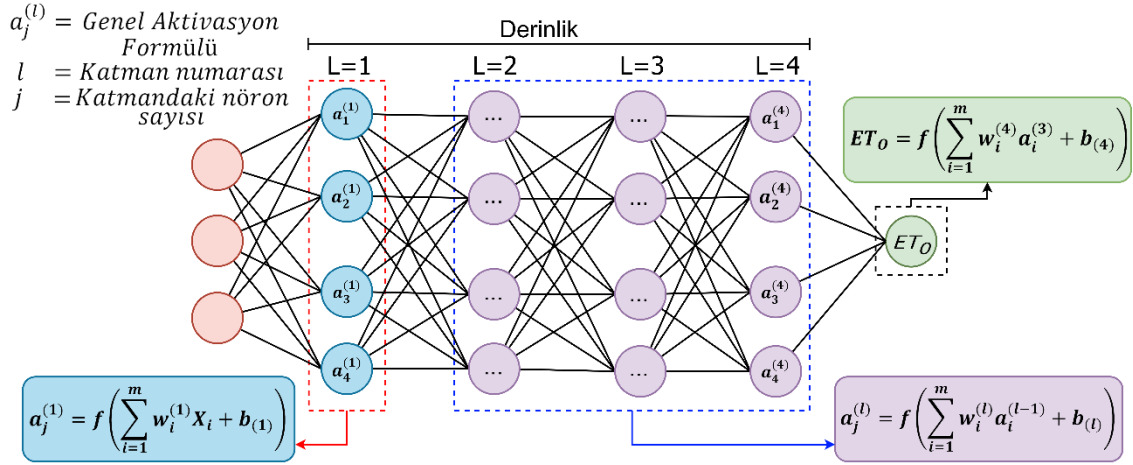 a_j^{(l)} = Genel Aktivasyon
Formülü
l = Katman numarası
j = Katmandaki nöron
sayısı
Derinlik
L=1 L=2 L=3 L=4
a_1^{(1)} ... ... a_1^{(4)}
a_2^{(1)} ... ... a_2^{(4)}
a_3^{(1)} ... ... a_3^{(4)}
a_4^{(1)} ... ... a_4^{(4)}
ET_O
ET_O = f(∑_{i=1}^{m} w_i^{(4)} a_i^{(3)} + b_{(4)})
a_j^{(1)} = f(∑_{i=1}^{m} w_i^{(1)} X_i + b_{(1)})
a_j^{(l)} = f(∑_{i=1}^{m} w_i^{(l)} a_i^{(l-1)} + b_{(l)})